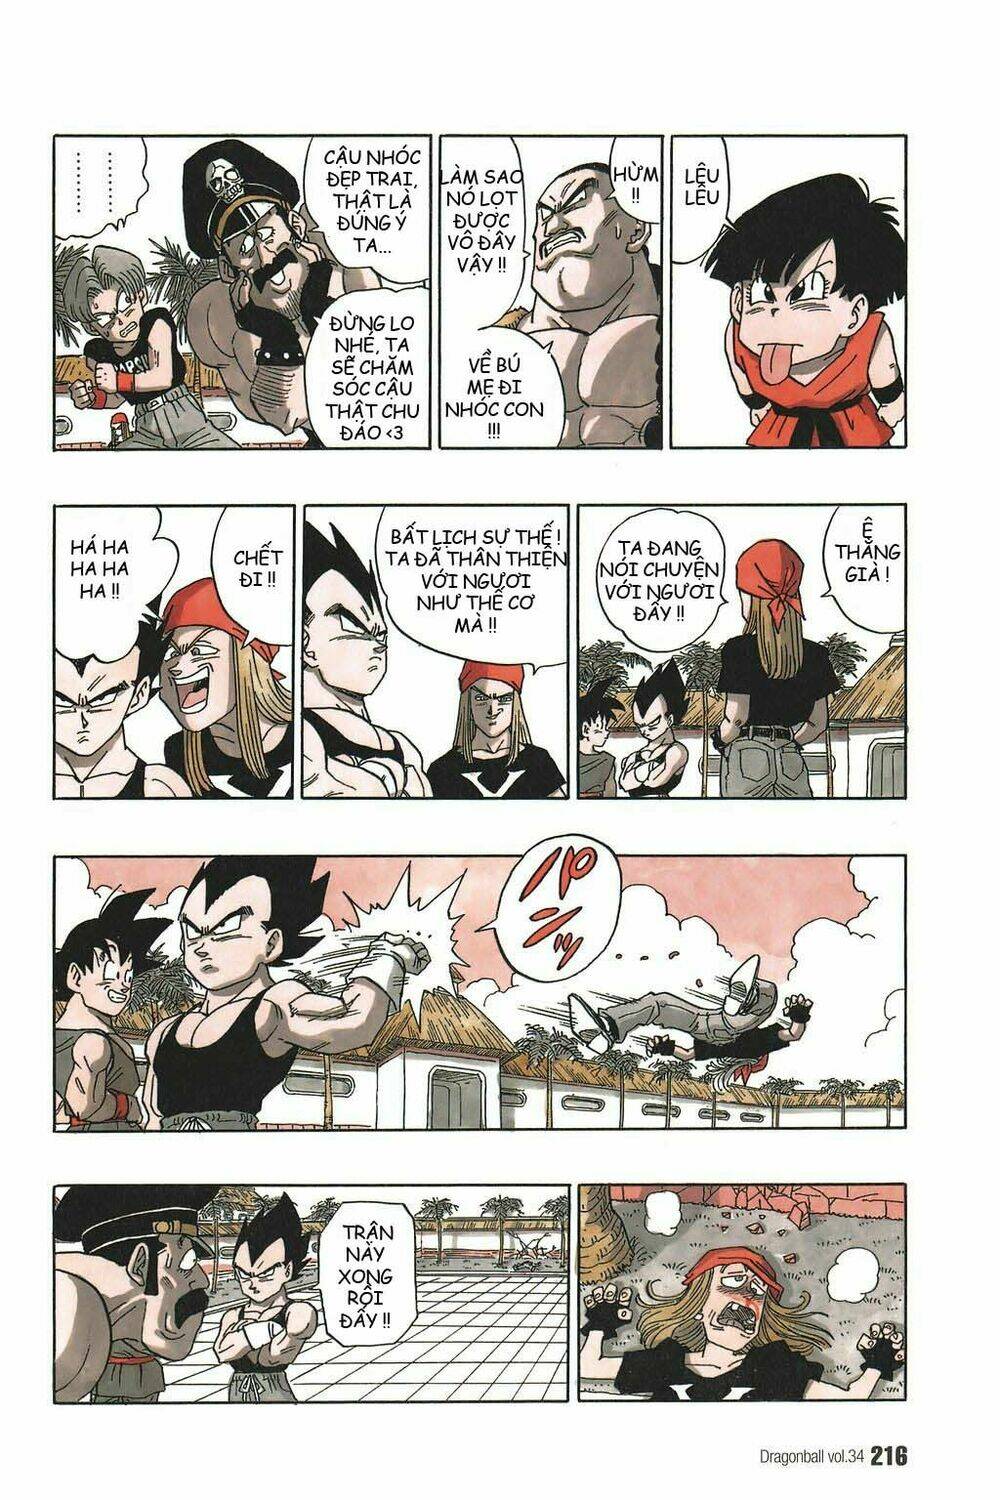 LÊU
LÊU
HỪM
!!
LÀM SAO
NÓ LỌT
ĐƯỢC
VÔ ĐÂY
VẬY !!
VỀ BÚ
MẸ ĐI
NHÓC CON
!!!
CẬU NHÓC
ĐẸP TRAI,
THẬT LÀ
ĐÚNG Ý
TA...
ĐỪNG LO
NHÉ, TA
SẼ CHĂM
SÓC CẬU
THẬT CHU
ĐÁO <3
Ệ
THẰNG
GIÀ !
TA ĐANG
NÓI CHUYỆN
VỚI NGƯƠI
ĐẤY !!
BẤT LỊCH SỰ THẾ !
TA ĐÃ THÂN THIỆN
VỚI NGƯƠI
NHƯ THẾ CƠ
MÀ !!
CHẾT
ĐI !
HÁ HA
HA HA
HA !!
パンッ
TRẬN
NÀY
XONG
RỒI
ĐẤY !!
Dragonball vol.34 216